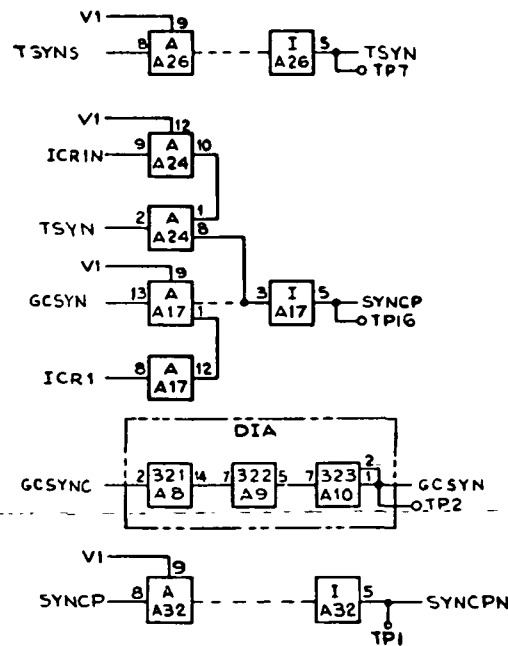 V1 9
TSYNS 8 A A26 I A26 5 TSYN
TP7
V1 12
ICR1N 9 A A24 10
1
TSYN 2 A A24 8
V1 9
GCSYN 13 A A17 1 3 I A17 5 SYNCP
TP16
ICR1 8 A A17 12
DIA
GCSYNC 2 321 A8 14 7 322 A9 5 7 323 A10 2 1 GCSYN
TP2
V1 9
SYNCP 8 A A32 I A32 5 SYNCPN
TP1